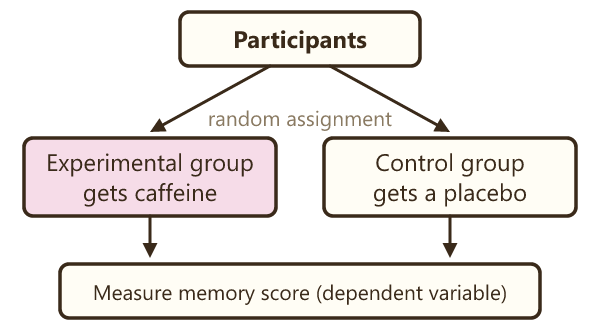 Participants
random assignment
Experimental group
gets caffeine
Control group
gets a placebo
Measure memory score (dependent variable)